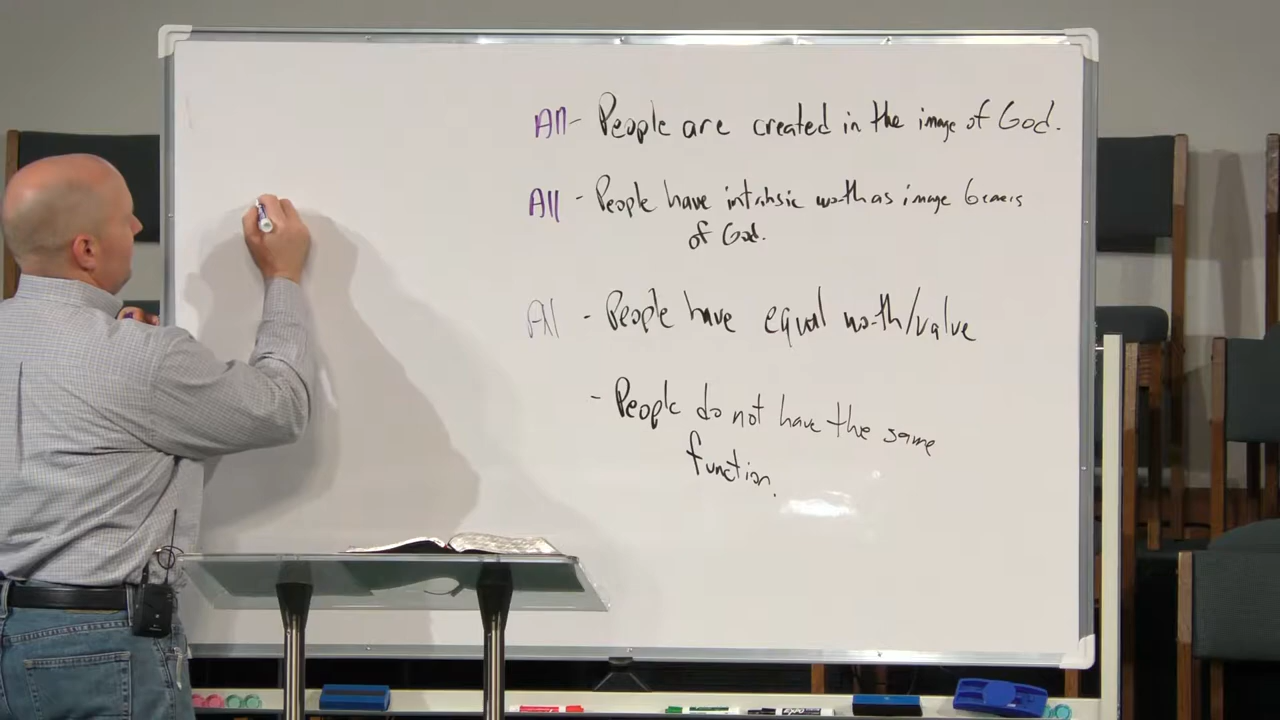 All - People are created in the image of God.
All - People have intrinsic worth as image bearers
of God.
All - People have equal worth/value
- People do not have the same
function.